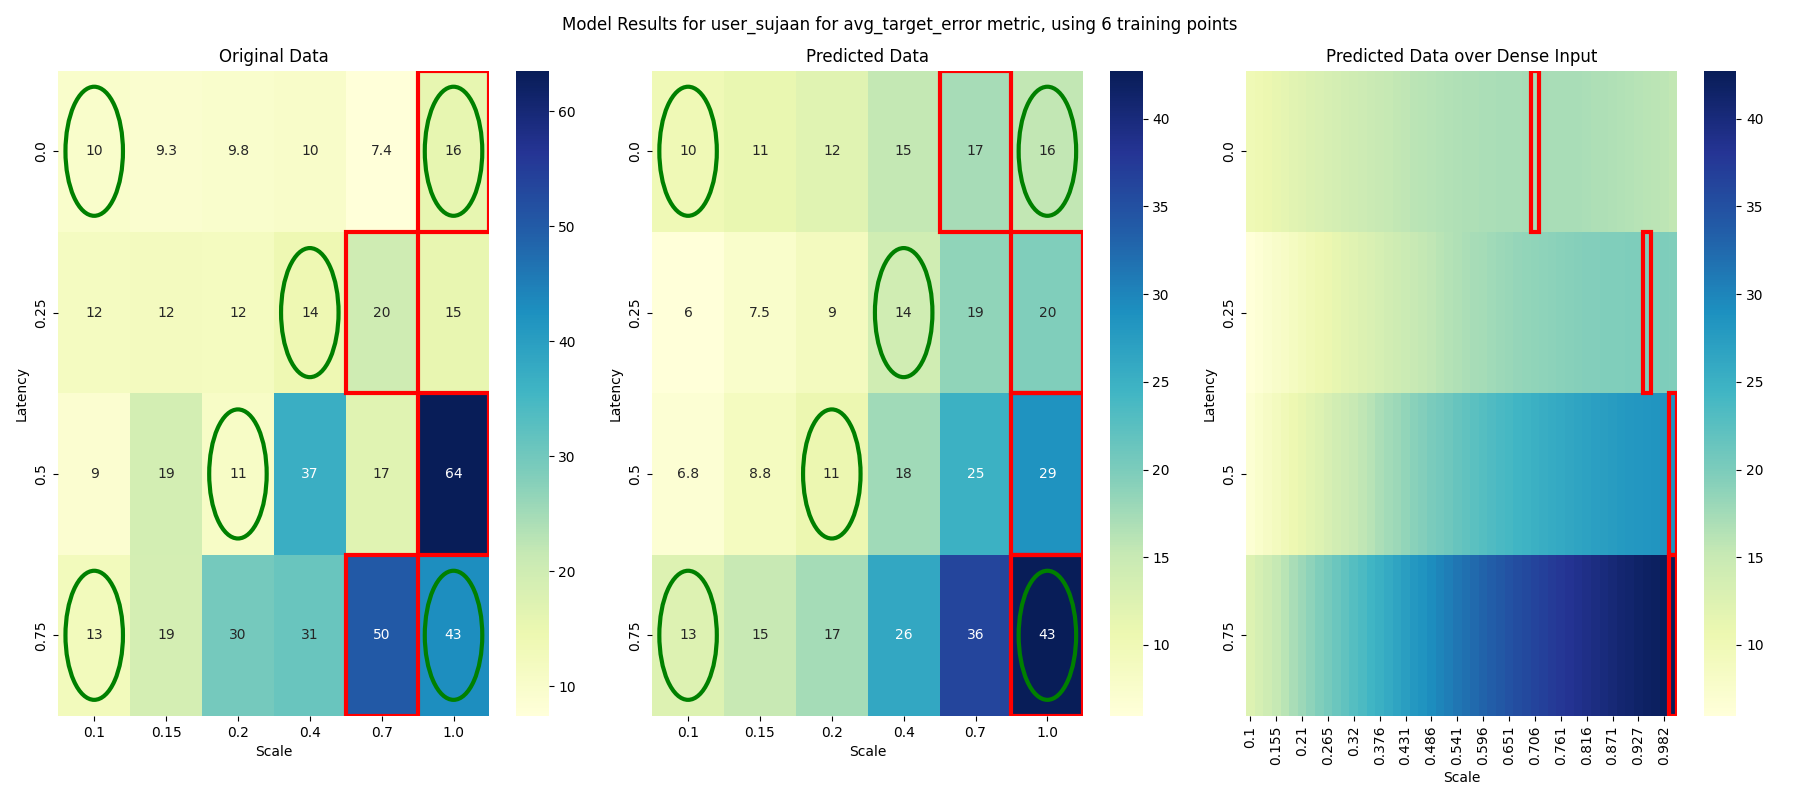 Model Results for user_sujaan for avg_target_error metric, using 6 training points
Original Data
Latency
0.0 10 9.3 9.8 10 7.4 16
0.25 12 12 12 14 20 15
0.5 9 19 11 37 17 64
0.75 13 19 30 31 50 43
0.1 0.15 0.2 0.4 0.7 1.0
Scale
60
50
40
30
20
10
Predicted Data
Latency
0.0 10 11 12 15 17 16
0.25 6 7.5 9 14 19 20
0.5 6.8 8.8 11 18 25 29
0.75 13 15 17 26 36 43
0.1 0.15 0.2 0.4 0.7 1.0
Scale
40
35
30
25
20
15
10
Predicted Data over Dense Input
Latency
0.0
0.25
0.5
0.75
0.1 0.155 0.21 0.265 0.32 0.376 0.431 0.486 0.541 0.596 0.651 0.706 0.761 0.816 0.871 0.927 0.982
Scale
40
35
30
25
20
15
10